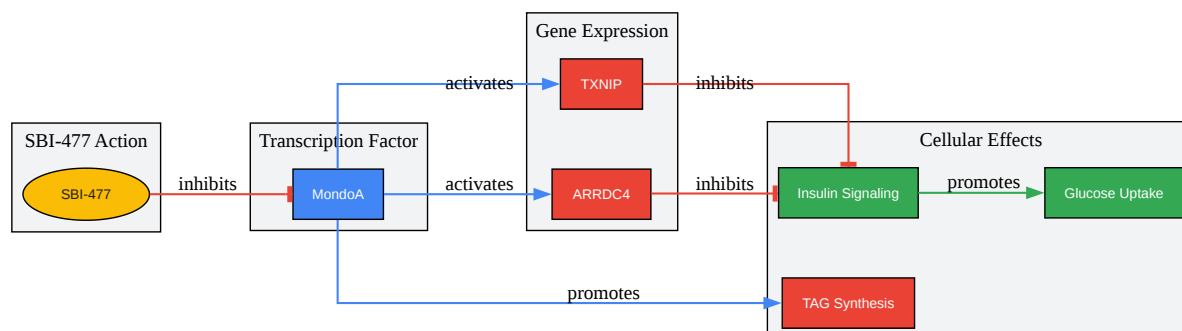 Gene Expression
activates
TXNIP
inhibits
SBI-477 Action
Transcription Factor
Cellular Effects
SBI-477
inhibits
MondoA
activates
ARRDC4
inhibits
Insulin Signaling
promotes
Glucose Uptake
promotes
TAG Synthesis